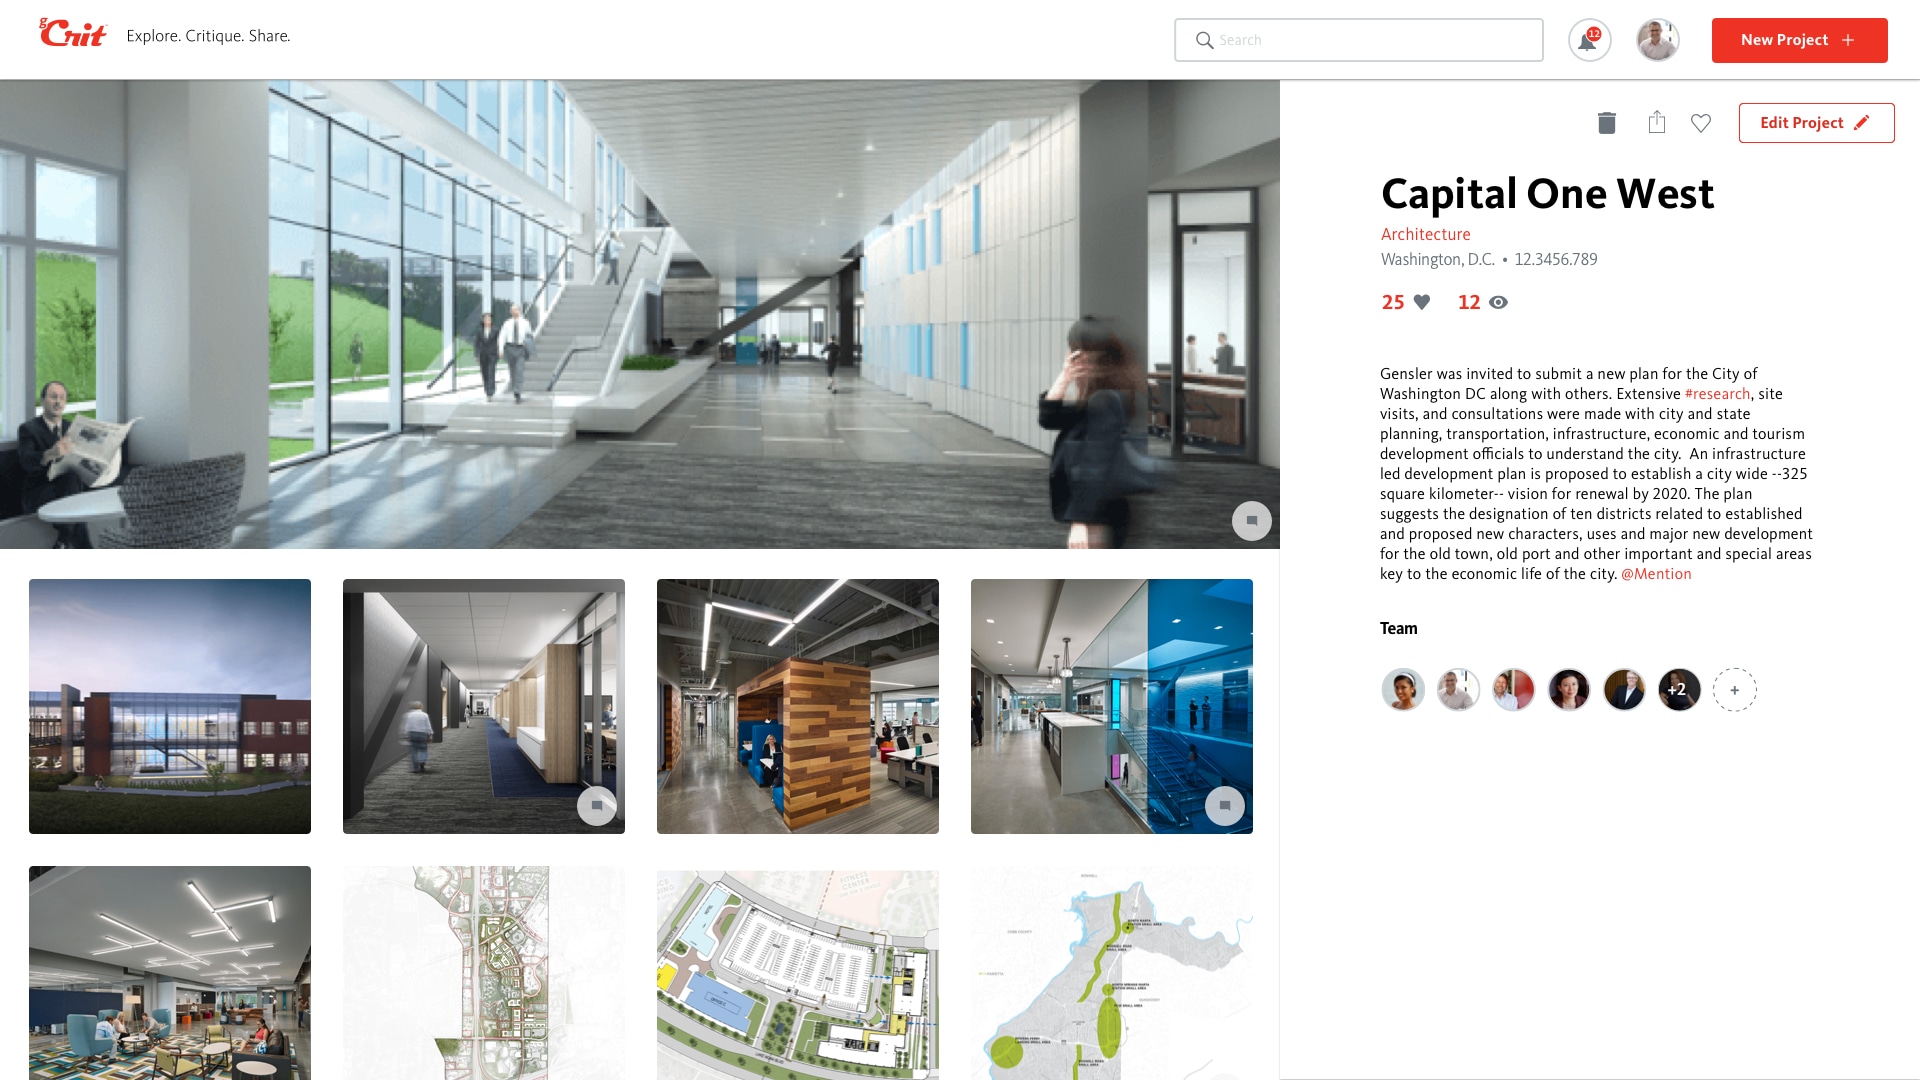 gCrit
Explore. Critique. Share.
Search
12
New Project +
Edit Project
Capital One West
Architecture
Washington, D.C. • 12.3456.789
25
12
Gensler was invited to submit a new plan for the City of
Washington DC along with others. Extensive #research, site
visits, and consultations were made with city and state
planning, transportation, infrastructure, economic and tourism
development officials to understand the city.  An infrastructure
led development plan is proposed to establish a city wide --325
square kilometer-- vision for renewal by 2020. The plan
suggests the designation of ten districts related to established
and proposed new characters, uses and major new development
for the old town, old port and other important and special areas
key to the economic life of the city. @Mention
Team
+2
+
FITNESS
CENTER